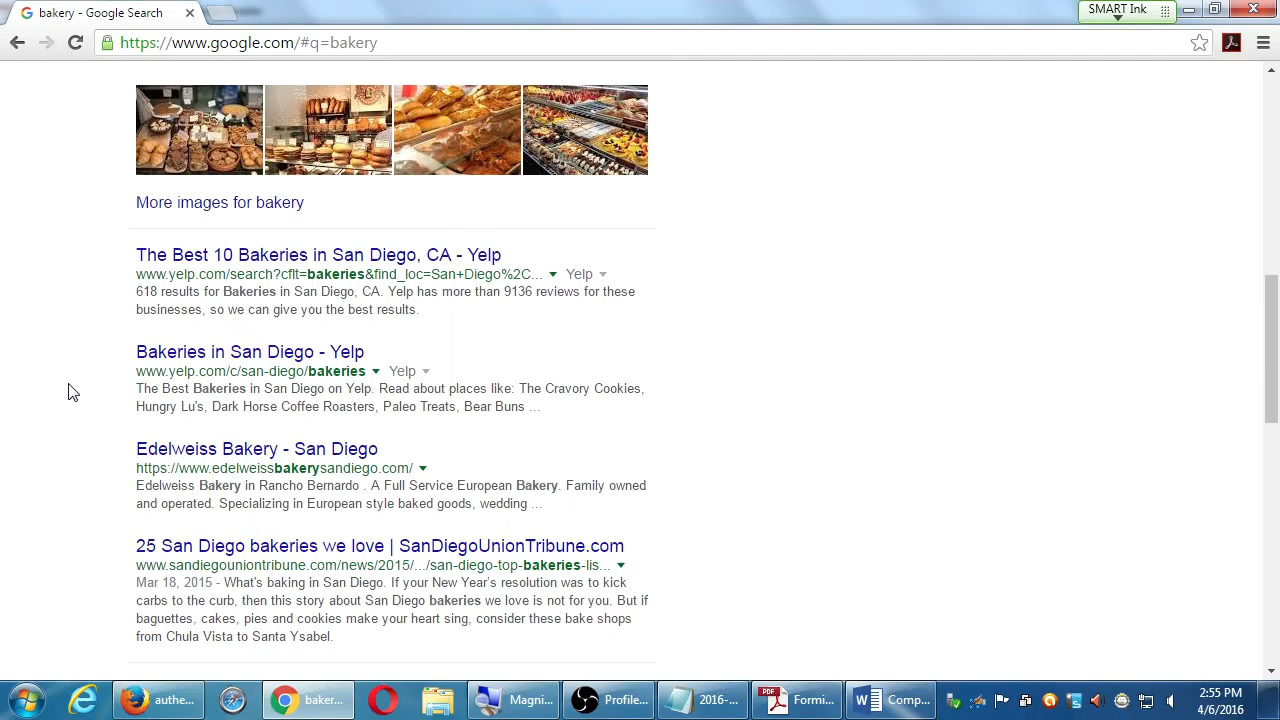 bakery - Google Search
SMART Ink
https://www.google.com/#q=bakery
More images for bakery
The Best 10 Bakeries in San Diego, CA - Yelp
www.yelp.com/search?cflt=bakeries&find_loc=San+Diego%2C... Yelp
618 results for Bakeries in San Diego, CA. Yelp has more than 9136 reviews for these
businesses, so we can give you the best results.
Bakeries in San Diego - Yelp
www.yelp.com/c/san-diego/bakeries Yelp
The Best Bakeries in San Diego on Yelp. Read about places like: The Cravory Cookies,
Hungry Lu's, Dark Horse Coffee Roasters, Paleo Treats, Bear Buns ...
Edelweiss Bakery - San Diego
https://www.edelweissbakerysandiego.com/
Edelweiss Bakery in Rancho Bernardo . A Full Service European Bakery. Family owned
and operated. Specializing in European style baked goods, wedding ...
25 San Diego bakeries we love | SanDiegoUnionTribune.com
www.sandiegouniontribune.com/news/2015/.../san-diego-top-bakeries-lis...
Mar 18, 2015 - What's baking in San Diego. If your New Year's resolution was to kick
carbs to the curb, then this story about San Diego bakeries we love is not for you. But if
baguettes, cakes, pies and cookies make your heart sing, consider these bake shops
from Chula Vista to Santa Ysabel.
authe... baker... Magni... Profile... 2016-... PDF Formi... Comp...
2:55 PM
4/6/2016